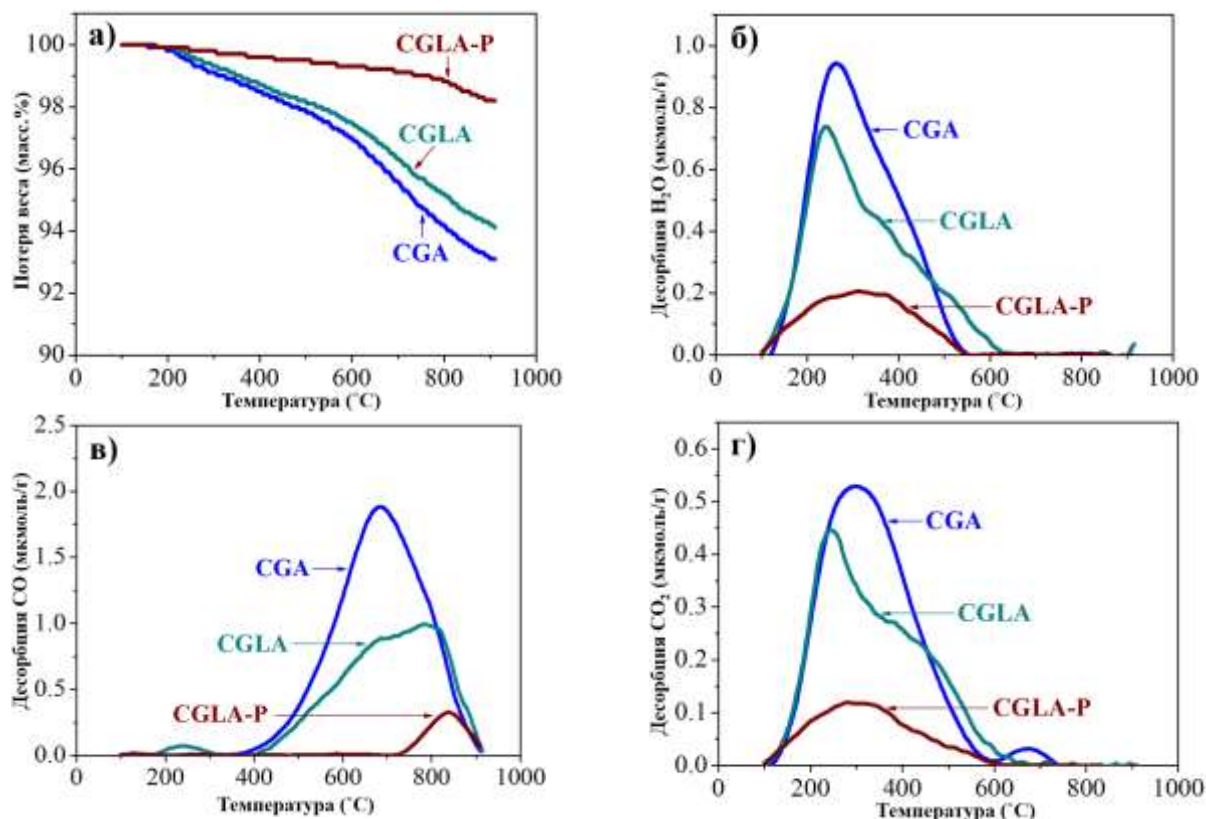 а)
Потеря веса (масс.%)
100
98
96
94
92
90
CGLA-P
CGLA
CGA
0 200 400 600 800 1000
Температура (˚C)
б)
Десорбция H₂O (мкмоль/г)
1.0
0.8
0.6
0.4
0.2
0.0
CGA
CGLA
CGLA-P
0 200 400 600 800 1000
Температура (˚C)
в)
Десорбция CO (мкмоль/г)
2.5
2.0
1.5
1.0
0.5
0.0
CGA
CGLA
CGLA-P
0 200 400 600 800 1000
Температура (˚C)
г)
Десорбция CO₂ (мкмоль/г)
0.6
0.5
0.4
0.3
0.2
0.1
0.0
CGA
CGLA
CGLA-P
0 200 400 600 800 1000
Температура (˚C)